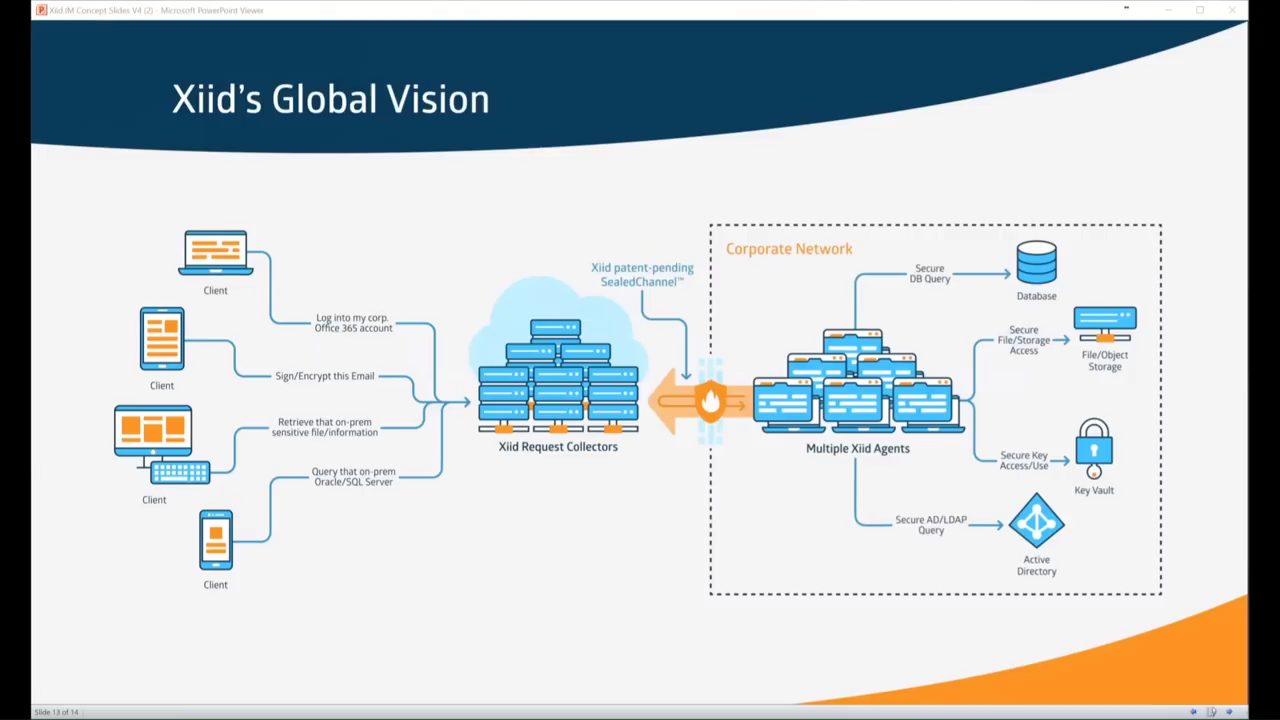 Xiid.IM Concept Slides V4 (2) - Microsoft PowerPoint Viewer
Xiid's Global Vision
Client
Log into my corp.
Office 365 account
Client
Sign/Encrypt this Email
Client
Retrieve that on-prem
sensitive file/information
Client
Query that on-prem
Oracle/SQL Server
Xiid Request Collectors
Xiid patent-pending
SealedChannel™
Corporate Network
Multiple Xiid Agents
Secure
DB Query
Database
Secure
File/Storage
Access
File/Object
Storage
Secure Key
Access/Use
Key Vault
Secure AD/LDAP
Query
Active
Directory
Slide 13 of 14